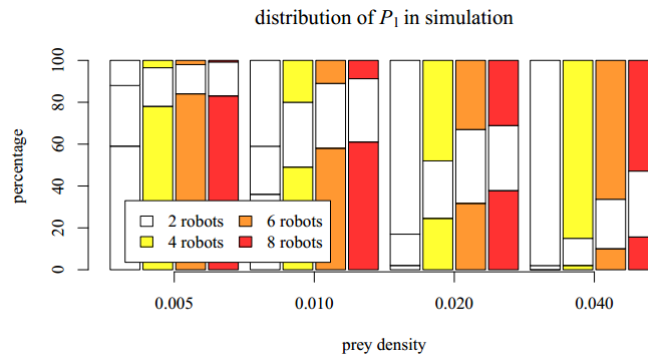 distribution of P1 in simulation
percentage
100
80
60
40
20
0
2 robots
6 robots
4 robots
8 robots
0.005
0.010
0.020
0.040
prey density